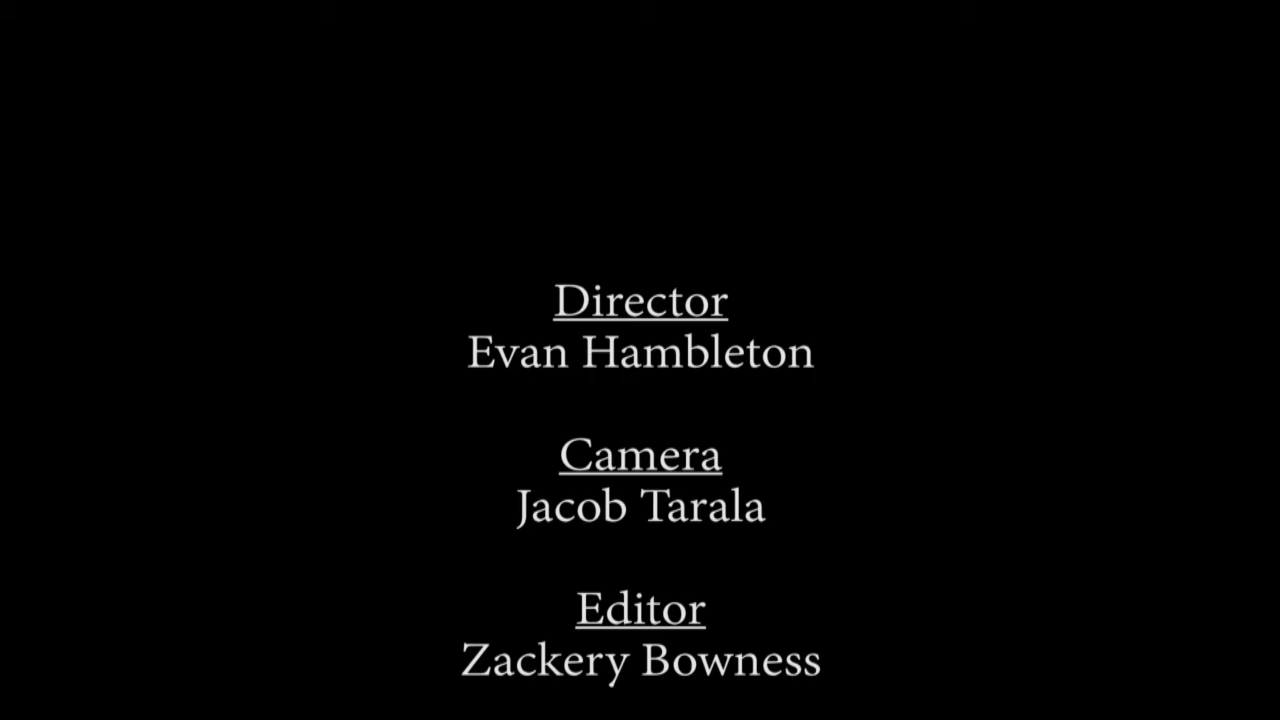 Director
Evan Hambleton
Camera
Jacob Tarala
Editor
Zackery Bowness